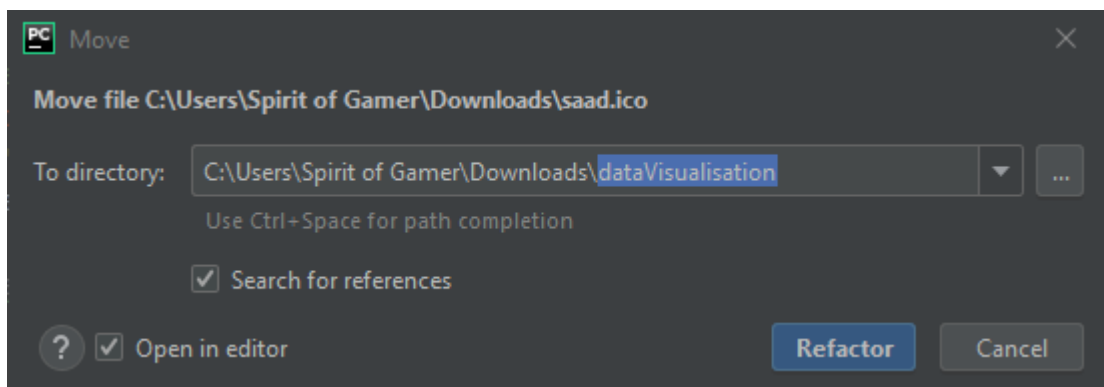 PC Move
Move file C:\Users\Spirit of Gamer\Downloads\saad.ico
To directory: C:\Users\Spirit of Gamer\Downloads\dataVisualisation ...
Use Ctrl+Space for path completion
Search for references
? Open in editor Refactor Cancel